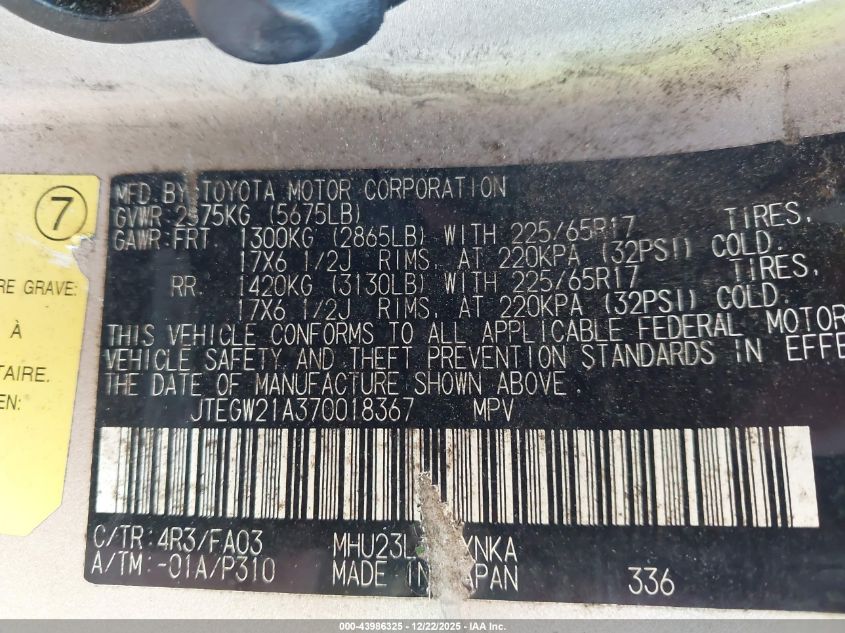 7
RE GRAVE:
À
TAIRE.
EN:
MFD. BY: TOYOTA MOTOR CORPORATION
GVWR: (5675LB)
GAWR:FRT. 1300KG (2865LB) WITH 225/65R17 TIRES,
17X6 1/2J RIMS, AT 220KPA (32PSI) COLD.
RR. 1420KG (3130LB) WITH 225/65R17 TIRES,
17X6 1/2J RIMS, AT 220KPA (32PSI) COLD.
THIS VEHICLE CONFORMS TO ALL APPLICABLE FEDERAL MOTOR
VEHICLE SAFETY AND THEFT PREVENTION STANDARDS IN EFFE
THE DATE OF MANUFACTURE SHOWN ABOVE.
JTEGW21A370018367 MPV
C/TR: 4R3/FA03 XNKA
A/TM: -01A/P310 MADE IN JAPAN 336
000-43986325 - 12/22/2025 - IAA Inc.